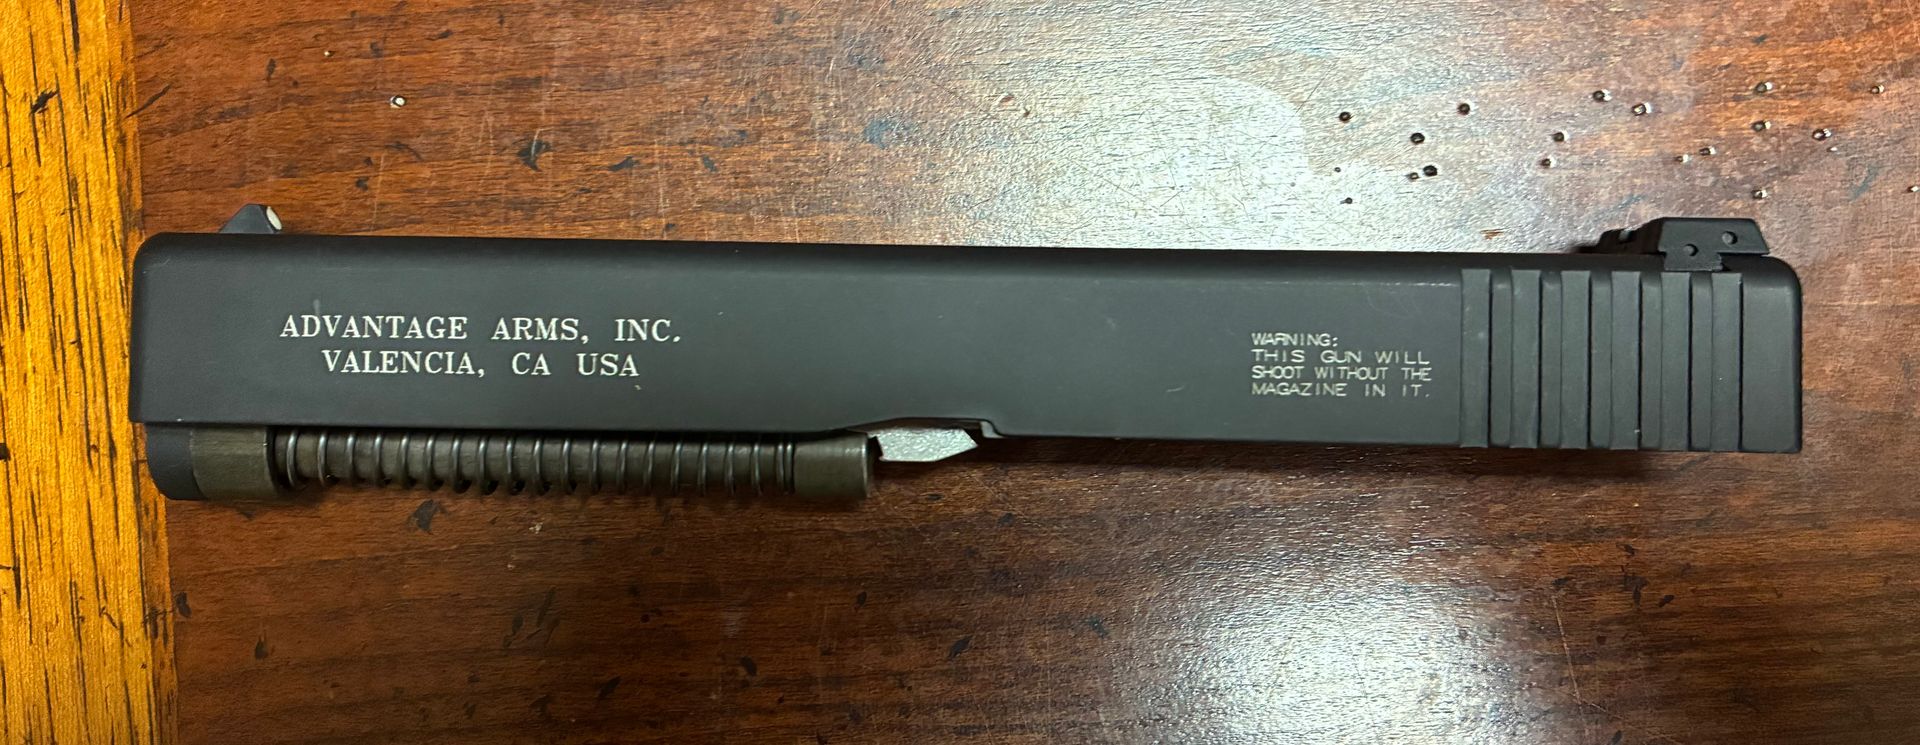 ADVANTAGE ARMS, INC.
VALENCIA, CA USA
WARNING:
THIS GUN WILL
SHOOT WITHOUT THE
MAGAZINE IN IT.